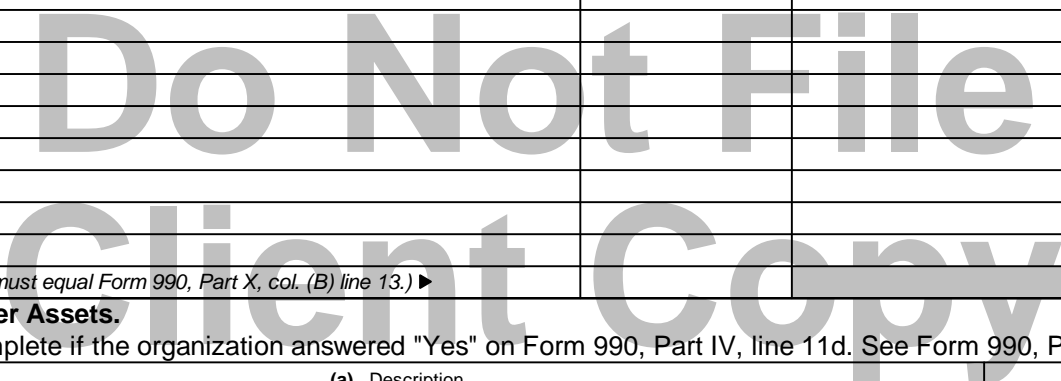 Do Not File
Client Copy
must equal Form 990, Part X, col. (B) line 13.) ▶
er Assets.
mplete if the organization answered "Yes" on Form 990, Part IV, line 11d. See Form 990, P
(a) Description